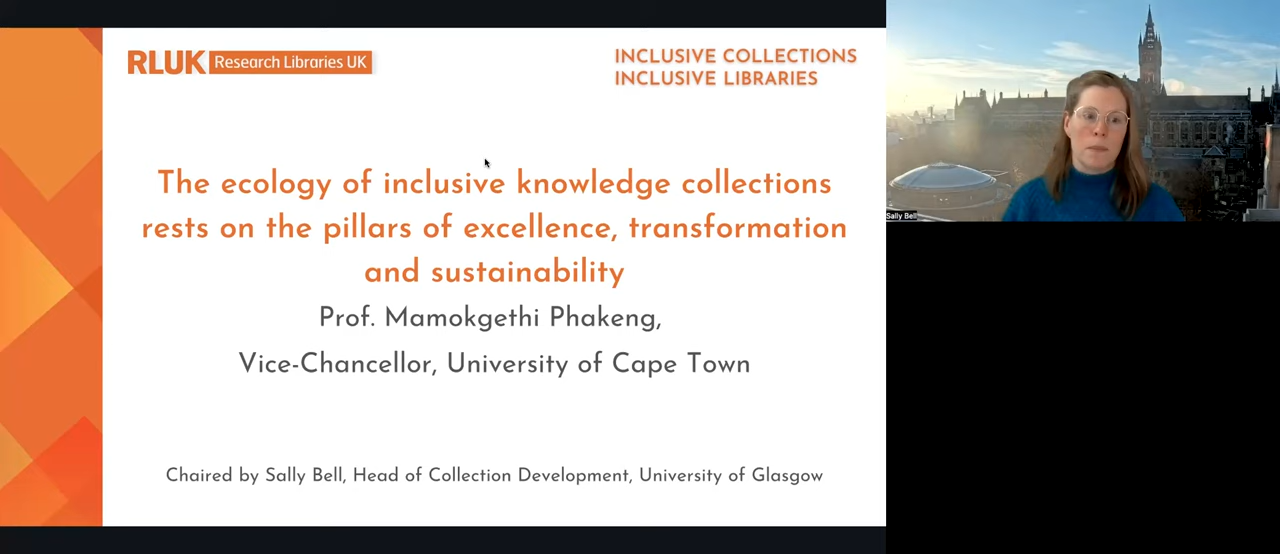 RLUK Research Libraries UK
INCLUSIVE COLLECTIONS
INCLUSIVE LIBRARIES
The ecology of inclusive knowledge collections
rests on the pillars of excellence, transformation
and sustainability
Prof. Mamokgethi Phakeng,
Vice-Chancellor, University of Cape Town
Chaired by Sally Bell, Head of Collection Development, University of Glasgow
Sally Bell